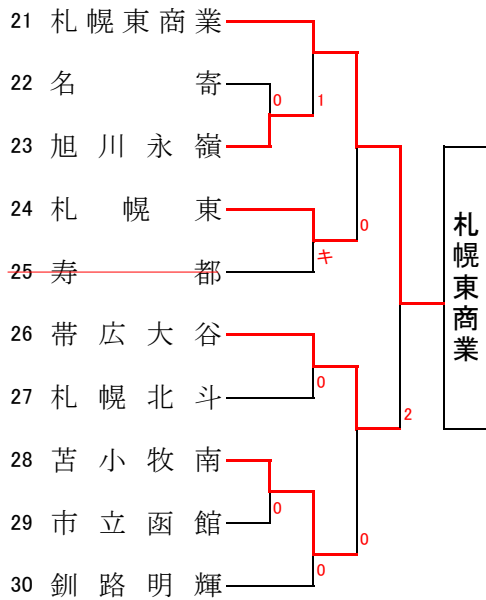 21 札幌東商業
22 名寄
0
1
23 旭川永嶺
24 札幌東
0
キ
25 寿都
札幌東商業
26 帯広大谷
0
27 札幌北斗
2
28 苫小牧南
0
29 市立函館
0
0
30 釧路明輝